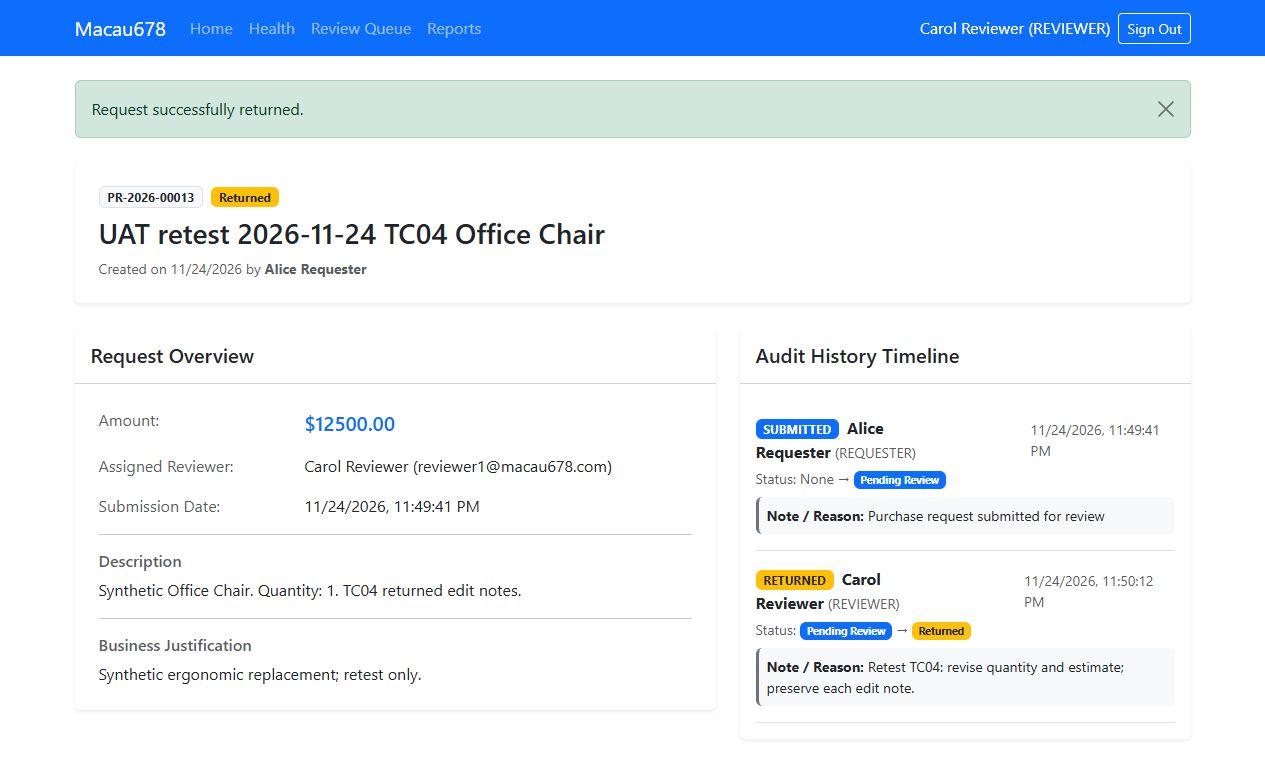 Macau678 Home Health Review Queue Reports Carol Reviewer (REVIEWER) Sign Out
Request successfully returned.
PR-2026-00013 Returned
UAT retest 2026-11-24 TC04 Office Chair
Created on 11/24/2026 by Alice Requester
Request Overview
Amount: $12500.00
Assigned Reviewer: Carol Reviewer (reviewer1@macau678.com)
Submission Date: 11/24/2026, 11:49:41 PM
Description
Synthetic Office Chair. Quantity: 1. TC04 returned edit notes.
Business Justification
Synthetic ergonomic replacement; retest only.
Audit History Timeline
SUBMITTED Alice
Requester (REQUESTER)
11/24/2026, 11:49:41
PM
Status: None → Pending Review
Note / Reason: Purchase request submitted for review
RETURNED Carol
Reviewer (REVIEWER)
11/24/2026, 11:50:12
PM
Status: Pending Review → Returned
Note / Reason: Retest TC04: revise quantity and estimate;
preserve each edit note.